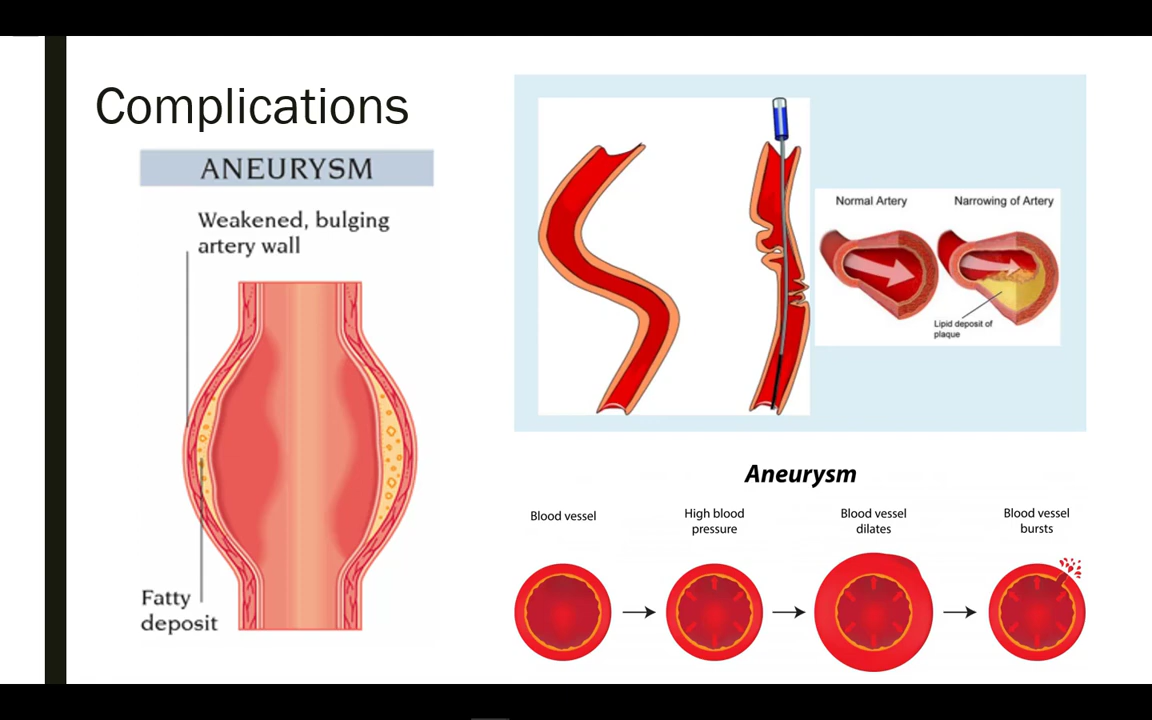 Complications
ANEURYSM
Weakened, bulging
artery wall
Fatty
deposit
Normal Artery
Narrowing of Artery
Lipid deposit of
plaque
Aneurysm
Blood vessel
High blood
pressure
Blood vessel
dilates
Blood vessel
bursts